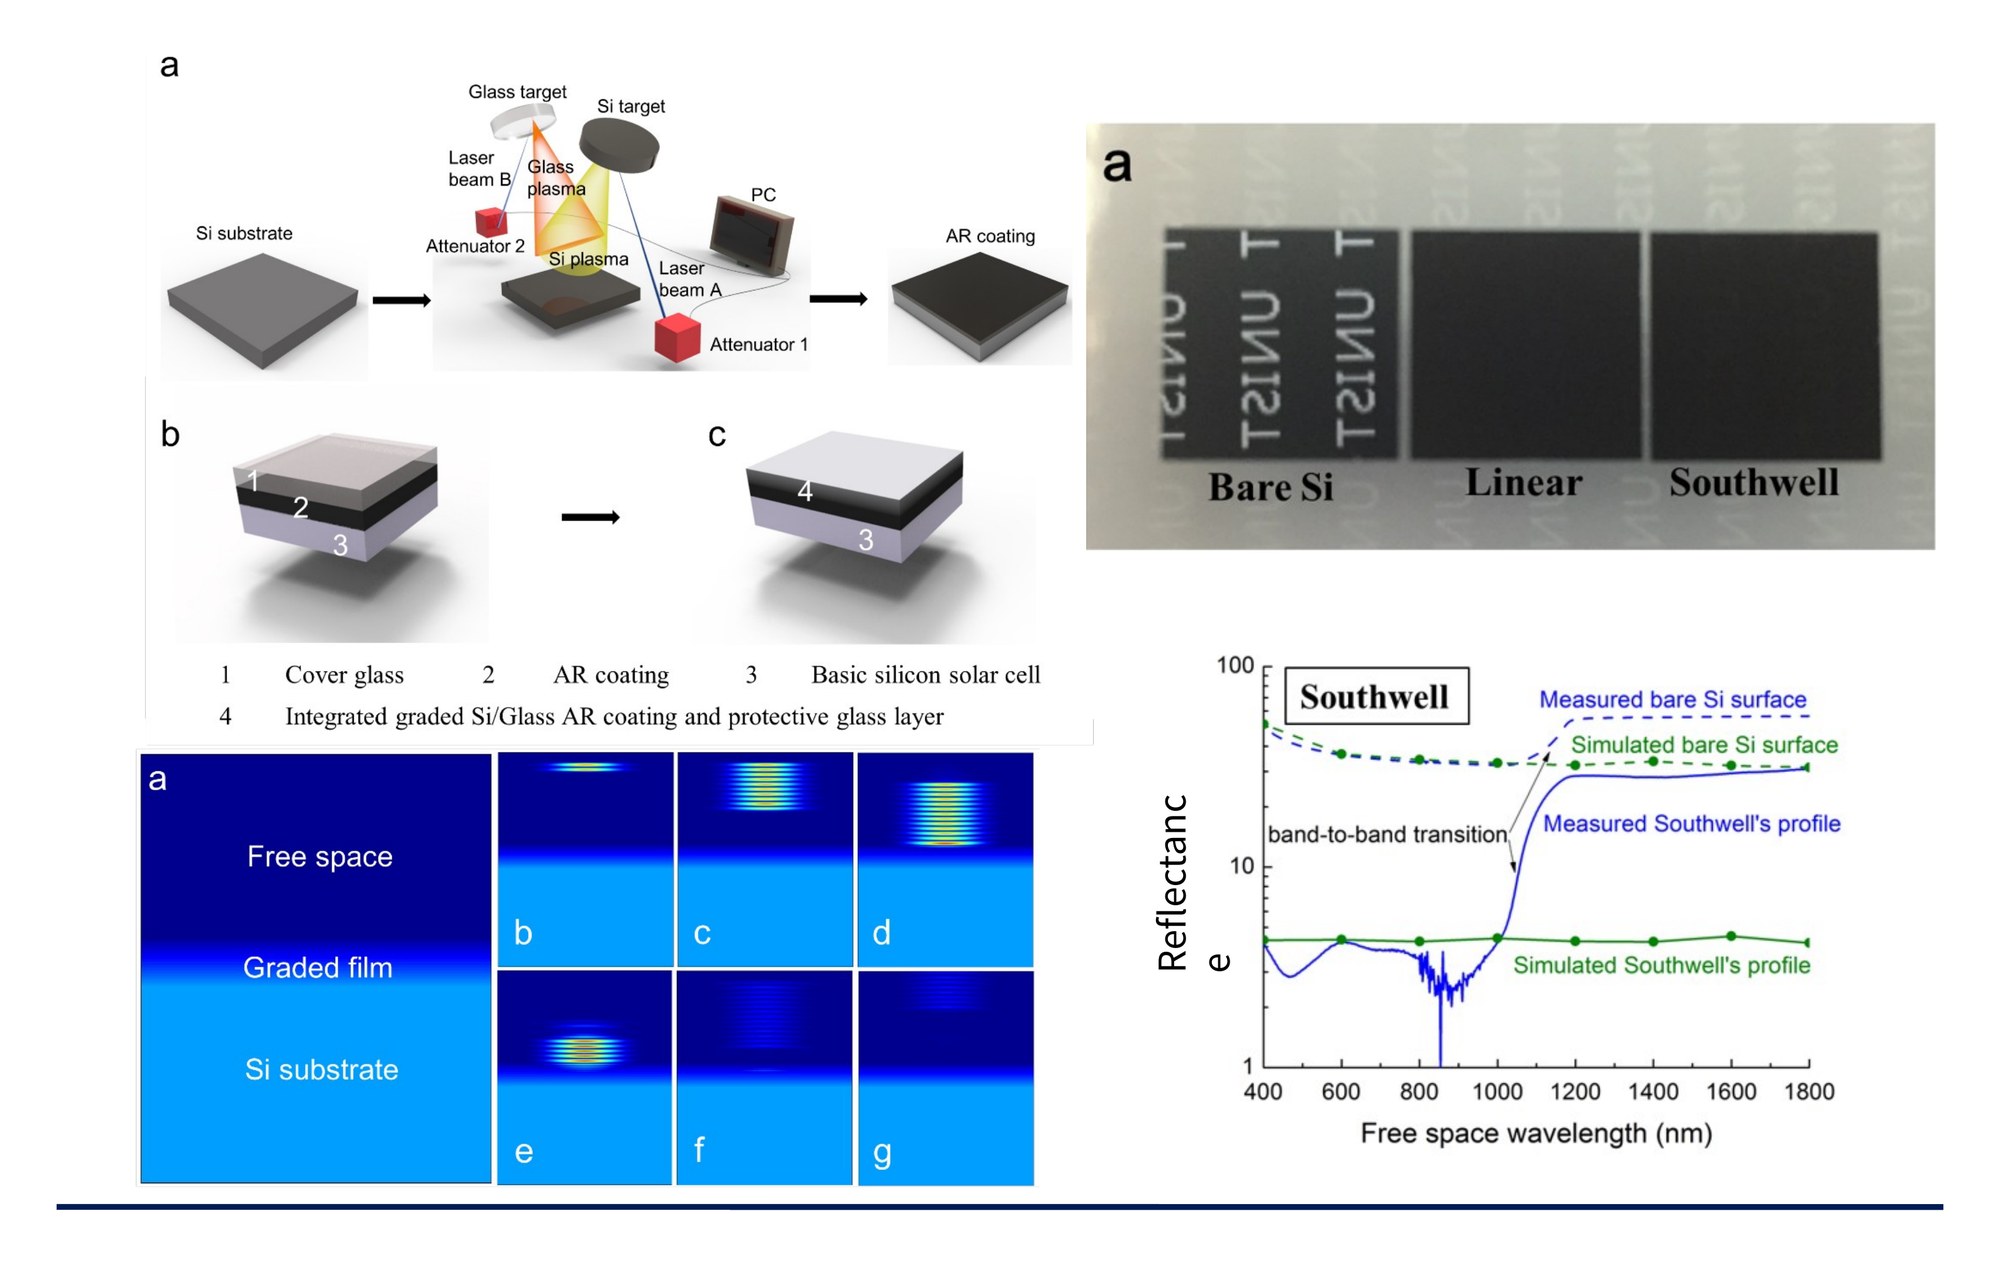 a
Glass target
Si target
Laser
beam B
Glass
plasma
PC
Si substrate
Attenuator 2
Si plasma
AR coating
Laser
beam A
Attenuator 1
b
c
1
2
3
4
3
1 Cover glass 2 AR coating 3 Basic silicon solar cell
4 Integrated graded Si/Glass AR coating and protective glass layer
a
Free space
Graded film
Si substrate
b
c
d
e
f
g
a
TSINU
TSINU T
TSINU T
Bare Si
Linear
Southwell
Southwell
Measured bare Si surface
Simulated bare Si surface
band-to-band transition
Measured Southwell's profile
Simulated Southwell's profile
Reflectanc
e
100
10
1
400 600 800 1000 1200 1400 1600 1800
Free space wavelength (nm)